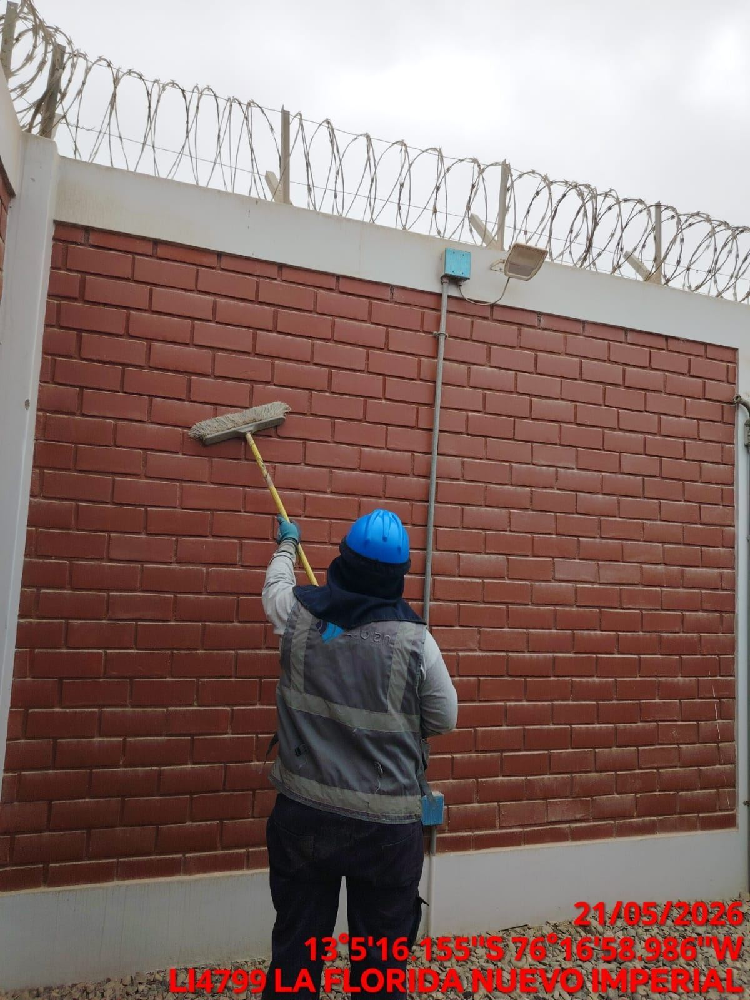 21/05/2026
13°5'16.155"S 76°16'58.986"W
LI4799 LA FLORIDA NUEVO IMPERIAL